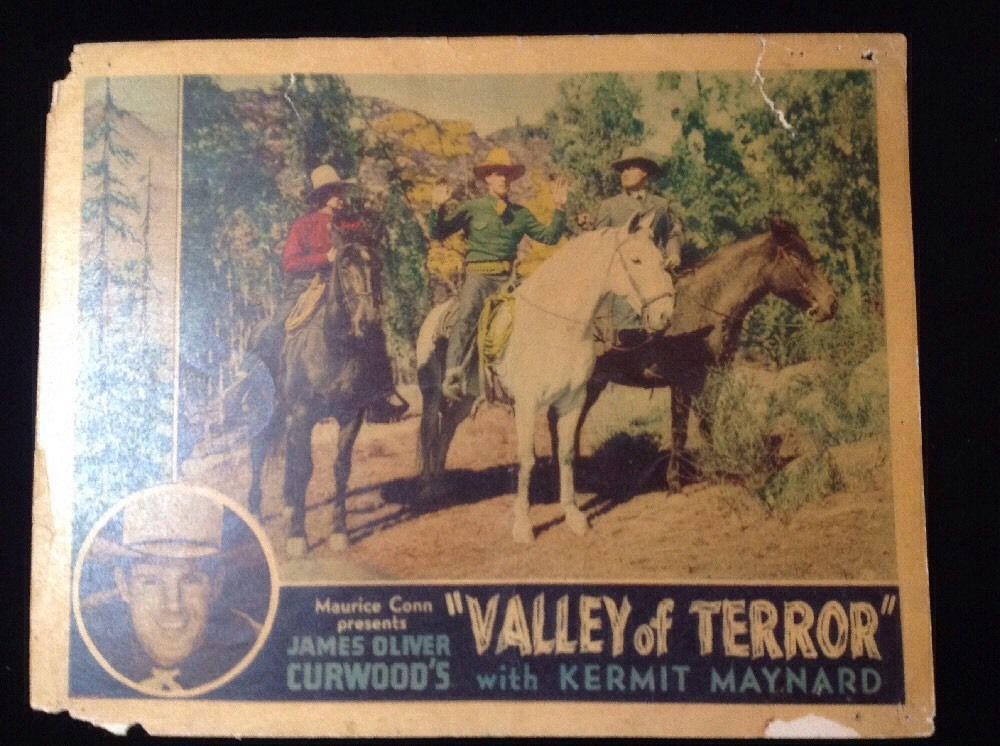 Maurice Conn
presents
JAMES OLIVER
CURWOOD'S
"VALLEY of TERROR"
with KERMIT MAYNARD